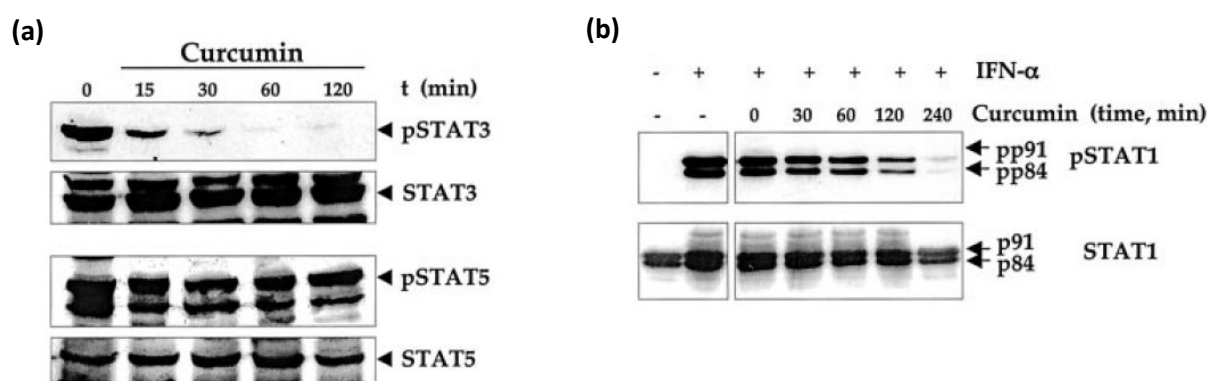 (a)
Curcumin
0 15 30 60 120 t (min)
pSTAT3
STAT3
pSTAT5
STAT5
(b)
- + + + + + + IFN-α
- - 0 30 60 120 240 Curcumin (time, min)
pp91
pp84
pSTAT1
p91
p84
STAT1